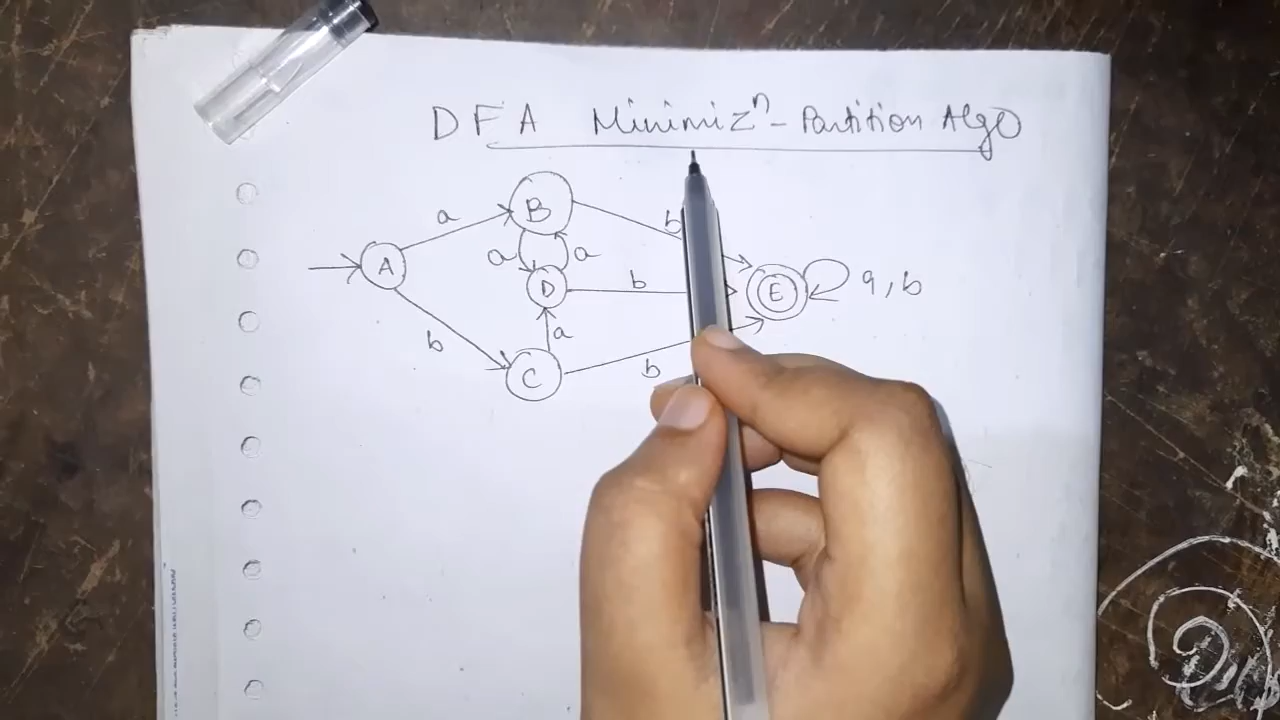 DFA Minimizⁿ - Partition Algo
a B b
a a
A D b E a, b
b a
C b